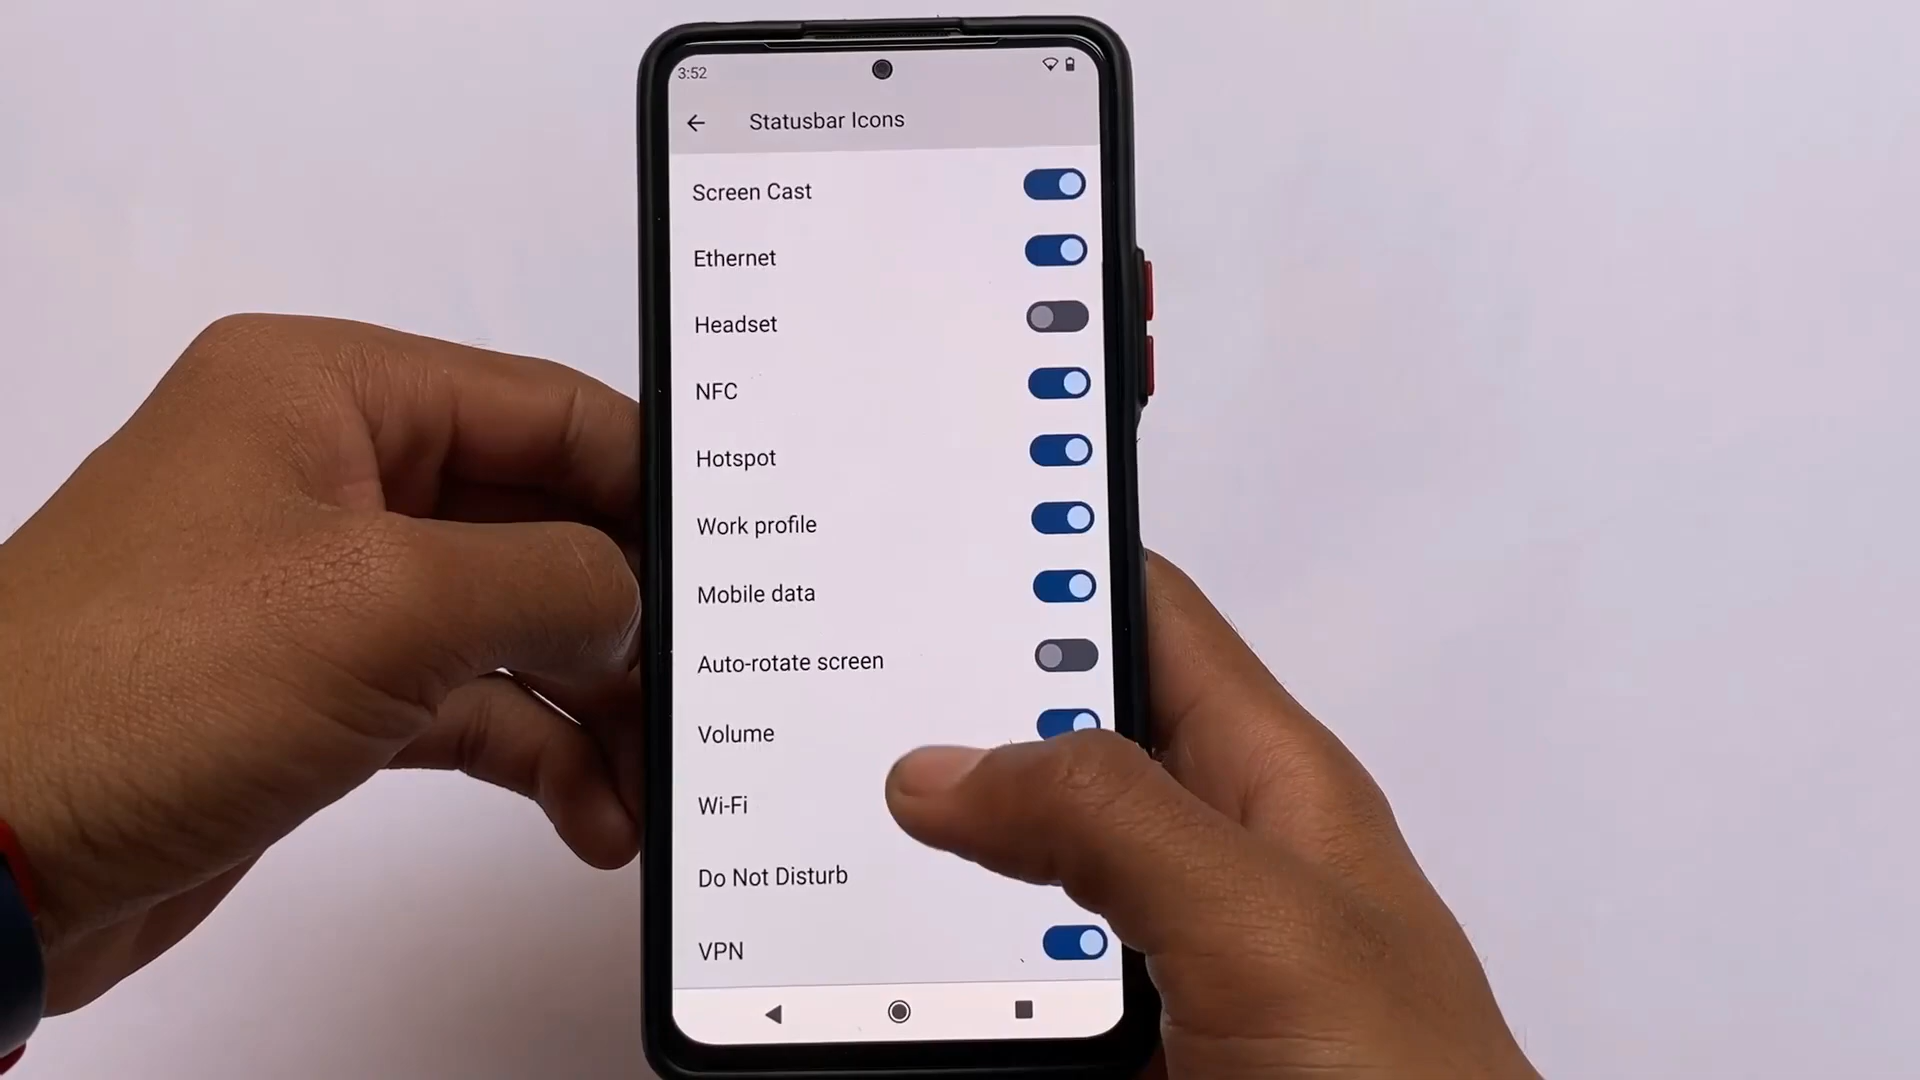 3:52
Statusbar Icons
Screen Cast
Ethernet
Headset
NFC
Hotspot
Work profile
Mobile data
Auto-rotate screen
Volume
Wi-Fi
Do Not Disturb
VPN